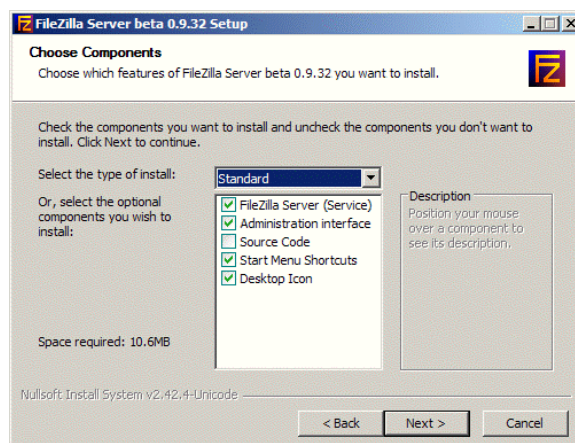 FileZilla Server beta 0.9.32 Setup
Choose Components
Choose which features of FileZilla Server beta 0.9.32 you want to install.
Check the components you want to install and uncheck the components you don't want to
install. Click Next to continue.
Select the type of install:
Standard
Or, select the optional
components you wish to
install:
FileZilla Server (Service)
Administration interface
Source Code
Start Menu Shortcuts
Desktop Icon
Description
Position your mouse
over a component to
see its description.
Space required: 10.6MB
Nullsoft Install System v2.42.4-Unicode
< Back
Next >
Cancel